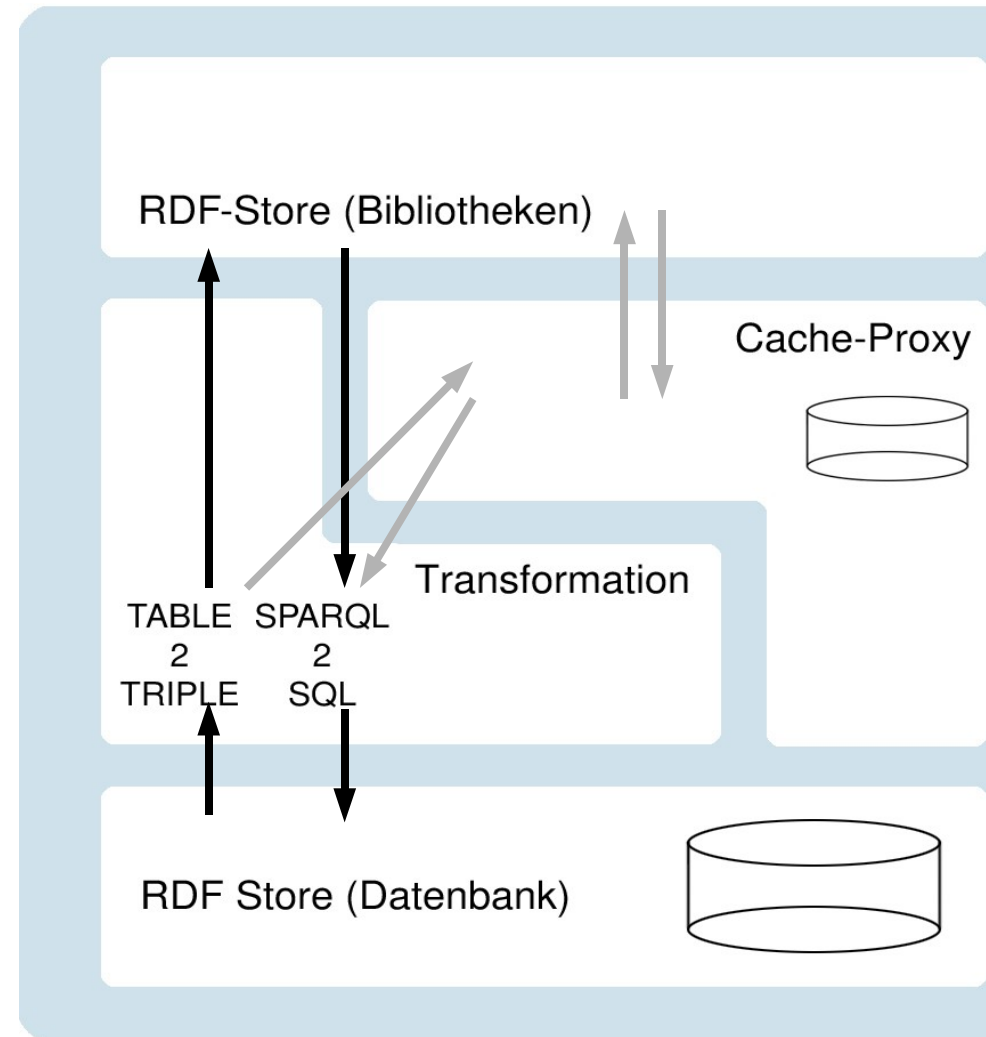 RDF-Store (Bibliotheken)
Cache-Proxy
Transformation
TABLE SPARQL
2 2
TRIPLE SQL
RDF Store (Datenbank)